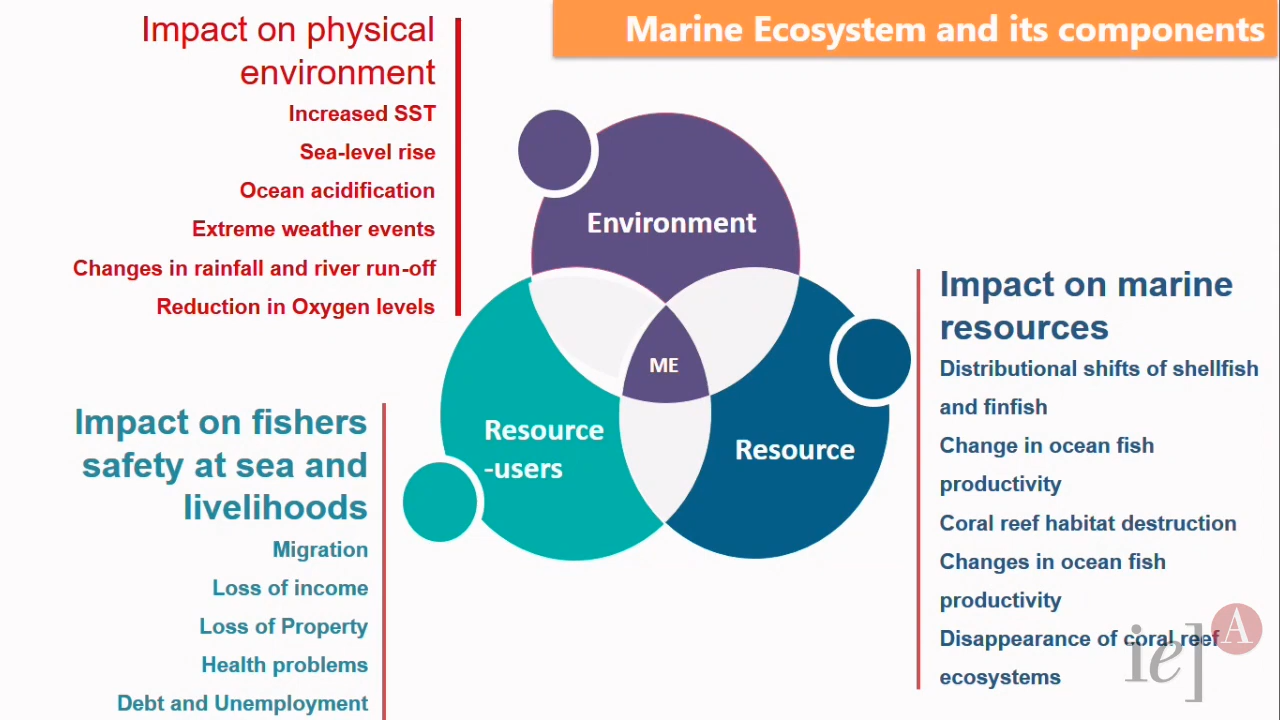 Marine Ecosystem and its components
Impact on physical
environment
Increased SST
Sea-level rise
Ocean acidification
Extreme weather events
Changes in rainfall and river run-off
Reduction in Oxygen levels
Environment
ME
Resource
-users
Resource
Impact on marine
resources
Distributional shifts of shellfish
and finfish
Change in ocean fish
productivity
Coral reef habitat destruction
Changes in ocean fish
productivity
Disappearance of coral reef
ecosystems
Impact on fishers
safety at sea and
livelihoods
Migration
Loss of income
Loss of Property
Health problems
Debt and Unemployment
ie] A